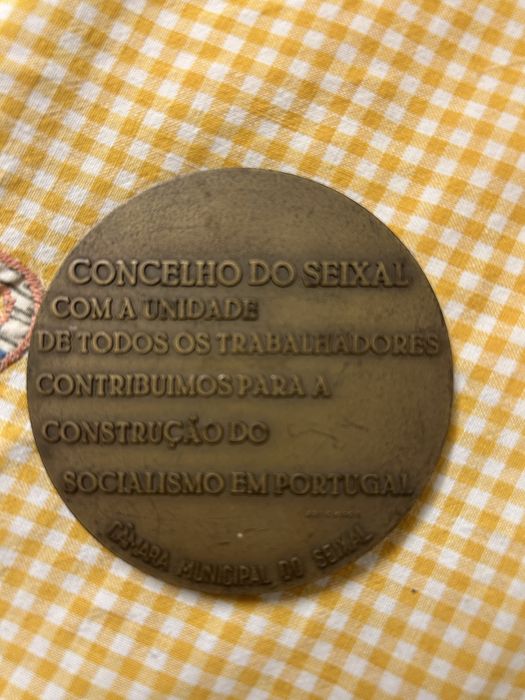 CONCELHO DO SEIXAL
COM A UNIDADE
DE TODOS OS TRABALHADORES
CONTRIBUIMOS PARA A
CONSTRUÇÃO DO
SOCIALISMO EM PORTUGAL
CÂMARA MUNICIPAL DO SEIXAL